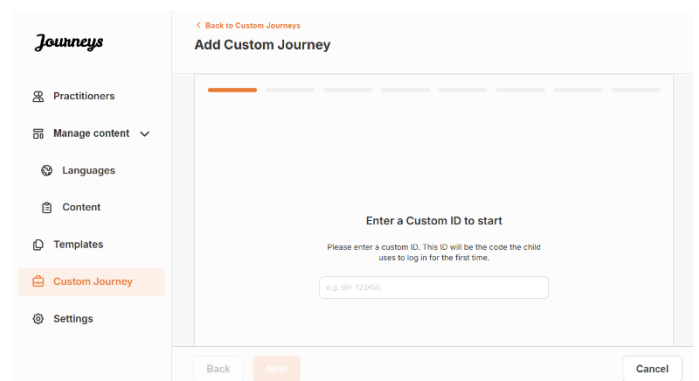 Journeys
Practitioners
Manage content
Languages
Content
Templates
Custom Journey
Settings
Back to Custom Journeys
Add Custom Journey
Enter a Custom ID to start
Please enter a custom ID. This ID will be the code the child
uses to log in for the first time.
e.g. BH-123456
Back
Next
Cancel